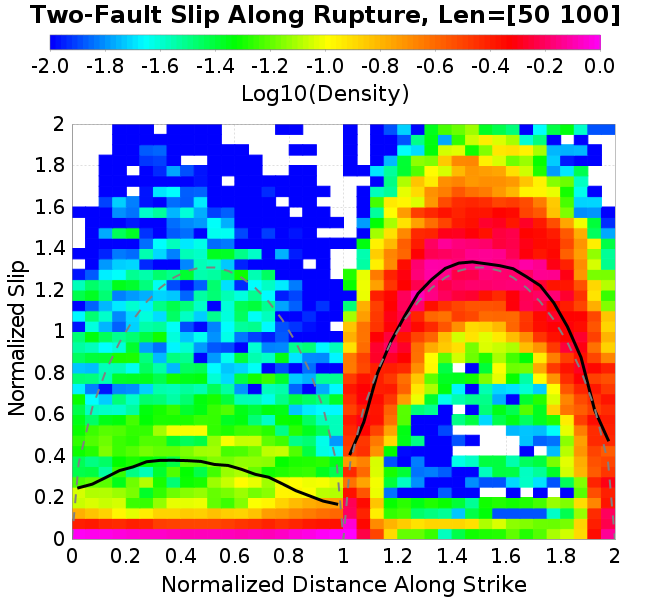 Two-Fault Slip Along Rupture, Len=[50 100]
-2.0 -1.8 -1.6 -1.4 -1.2 -1.0 -0.8 -0.6 -0.4 -0.2 0.0
Log10(Density)
2
1.8
1.6
1.4
1.2
1
0.8
0.6
0.4
0.2
0
Normalized Slip
0 0.2 0.4 0.6 0.8 1 1.2 1.4 1.6 1.8 2
Normalized Distance Along Strike